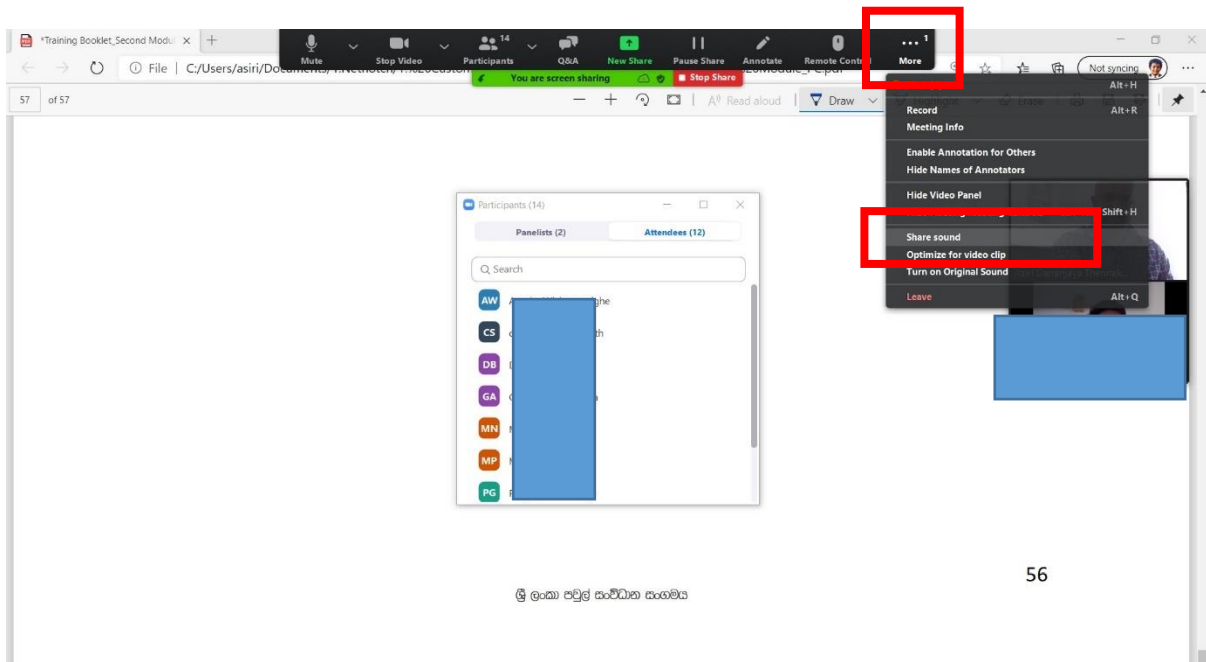 *Training Booklet_Second Modu
Mute
Stop Video
14
Participants
Q&A
New Share
Pause Share
Annotate
Remote Control
1
More
File
C:/Users/asiri/Documents/
Not syncing
You are screen sharing
Stop Share
57 of 57
Read aloud
Draw
Alt+H
Record Alt+R
Meeting Info
Enable Annotation for Others
Hide Names of Annotators
Hide Video Panel
Shift+H
Share sound
Optimize for video clip
Turn on Original Sound
Leave Alt+Q
Participants (14)
Panelists (2) Attendees (12)
Search
AW
CS
DB
GA
MN
MP
PG
56
ශ්‍රී ලංකා පවුල් සංවිධාන සංගමය